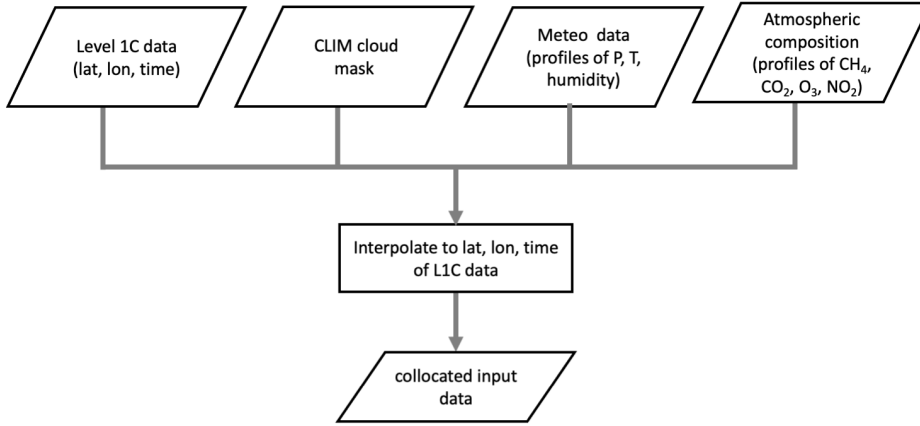 Level 1C data
(lat, lon, time)
CLIM cloud
mask
Meteo data
(profiles of P, T,
humidity)
Atmospheric
composition
(profiles of CH₄,
CO₂, O₃, NO₂)
Interpolate to lat, lon, time
of L1C data
collocated input
data